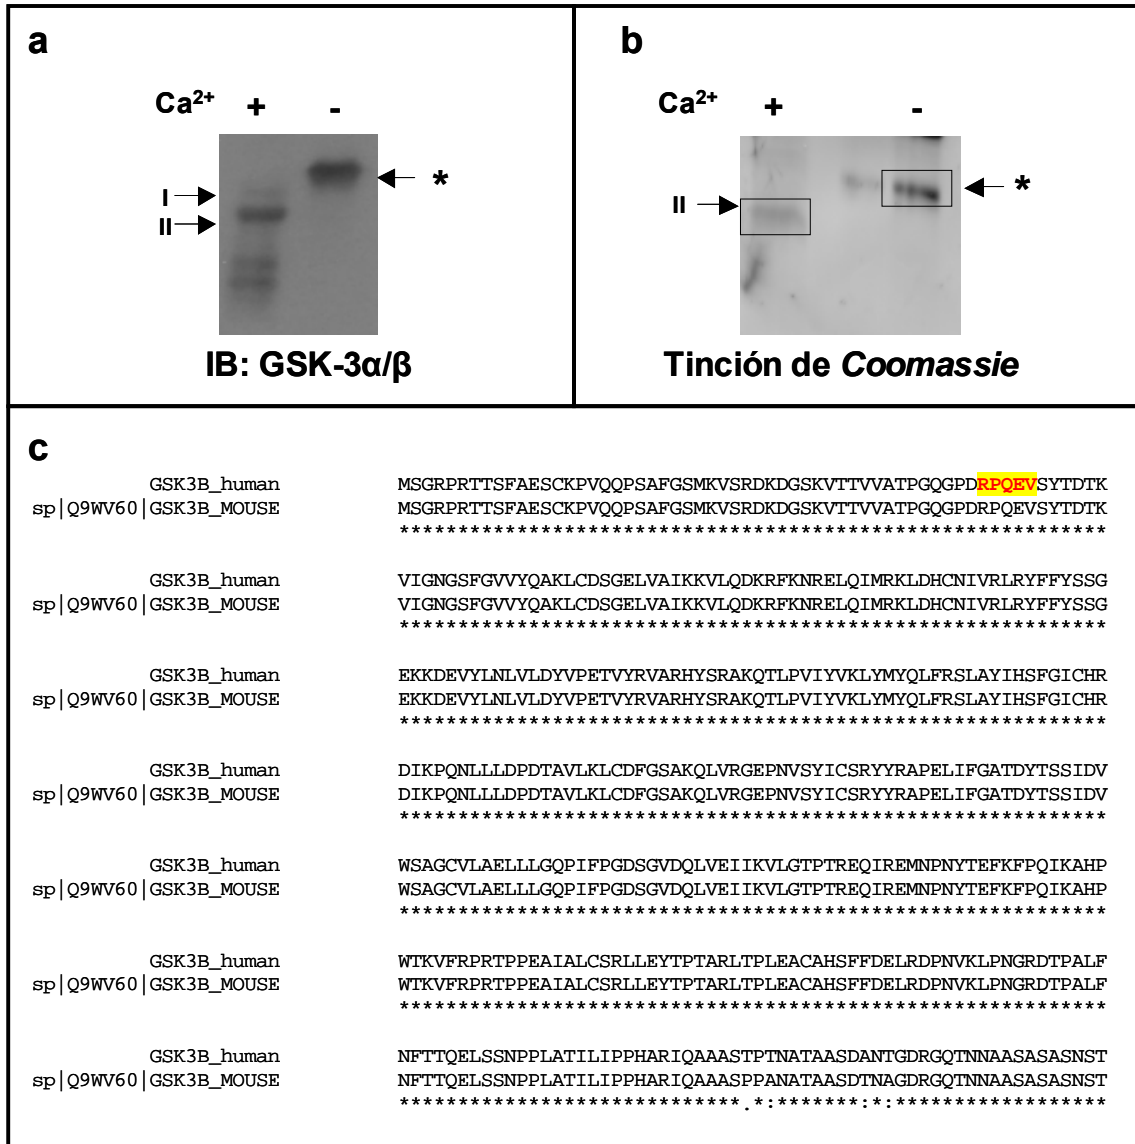 a
Ca2+ + -
I
II
*
IB: GSK-3α/β
b
Ca2+ + -
II
*
Tinción de Coomassie
c
GSK3B_human MSGRPRTTSFAESCKPVQQPSAFGSMKVSRDKDGSKVTTVVATPGQGPDRPQEVSYTDTK
sp|Q9WV60|GSK3B_MOUSE MSGRPRTTSFAESCKPVQQPSAFGSMKVSRDKDGSKVTTVVATPGQGPDRPQEVSYTDTK
************************************************************
GSK3B_human VIGNGSFGVVYQAKLCDSGELVAIKKVLQDKRFKNRELQIMRKLDHCNIVRLRYFFYSSG
sp|Q9WV60|GSK3B_MOUSE VIGNGSFGVVYQAKLCDSGELVAIKKVLQDKRFKNRELQIMRKLDHCNIVRLRYFFYSSG
************************************************************
GSK3B_human EKKDEVYLNLVLDYVPETVYRVARHYSRAKQTLPVIYVKLYMYQLFRSLAYIHSFGICHR
sp|Q9WV60|GSK3B_MOUSE EKKDEVYLNLVLDYVPETVYRVARHYSRAKQTLPVIYVKLYMYQLFRSLAYIHSFGICHR
************************************************************
GSK3B_human DIKPQNLLLDPDTAVLKLCDFGSAKQLVRGEPNVSYICSRYYRAPELIFGATDYTSSIDV
sp|Q9WV60|GSK3B_MOUSE DIKPQNLLLDPDTAVLKLCDFGSAKQLVRGEPNVSYICSRYYRAPELIFGATDYTSSIDV
************************************************************
GSK3B_human WSAGCVLAELLLGQPIFPGDSGVDQLVEIIKVLGTPTREQIREMNPNYTEFKFPQIKAHP
sp|Q9WV60|GSK3B_MOUSE WSAGCVLAELLLGQPIFPGDSGVDQLVEIIKVLGTPTREQIREMNPNYTEFKFPQIKAHP
************************************************************
GSK3B_human WTKVFRPRTPPEAIALCSRLLEYTPTARLTPLEACAHSFFDELRDPNVKLPNGRDTPALF
sp|Q9WV60|GSK3B_MOUSE WTKVFRPRTPPEAIALCSRLLEYTPTARLTPLEACAHSFFDELRDPNVKLPNGRDTPALF
************************************************************
GSK3B_human NFTTQELSSNPPLATILIPPHARIQAAASTPTNATAASDANTGDRGQTNNAASASASNST
sp|Q9WV60|GSK3B_MOUSE NFTTQELSSNPPLATILIPPHARIQAAASPPANATAASDTNAGDRGQTNNAASASASNST
*****************************.*:*******:*:******************